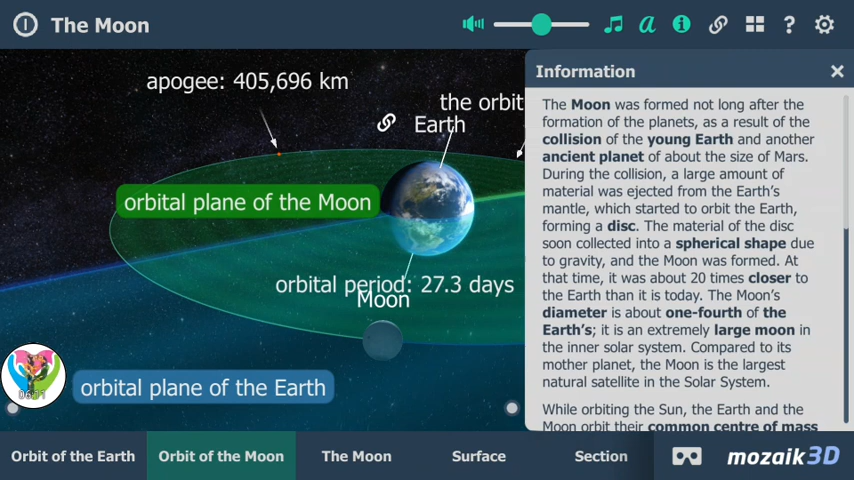 The Moon
apogee: 405,696 km
the orbit
Earth
orbital plane of the Moon
orbital period: 27.3 days
Moon
orbital plane of the Earth
Information
The Moon was formed not long after the
formation of the planets, as a result of the
collision of the young Earth and another
ancient planet of about the size of Mars.
During the collision, a large amount of
material was ejected from the Earth's
mantle, which started to orbit the Earth,
forming a disc. The material of the disc
soon collected into a spherical shape due
to gravity, and the Moon was formed. At
that time, it was about 20 times closer to
the Earth than it is today. The Moon's
diameter is about one-fourth of the
Earth's; it is an extremely large moon in
the inner solar system. Compared to its
mother planet, the Moon is the largest
natural satellite in the Solar System.
While orbiting the Sun, the Earth and the
Moon orbit their common centre of mass
Orbit of the Earth
Orbit of the Moon
The Moon
Surface
Section
mozaik3D